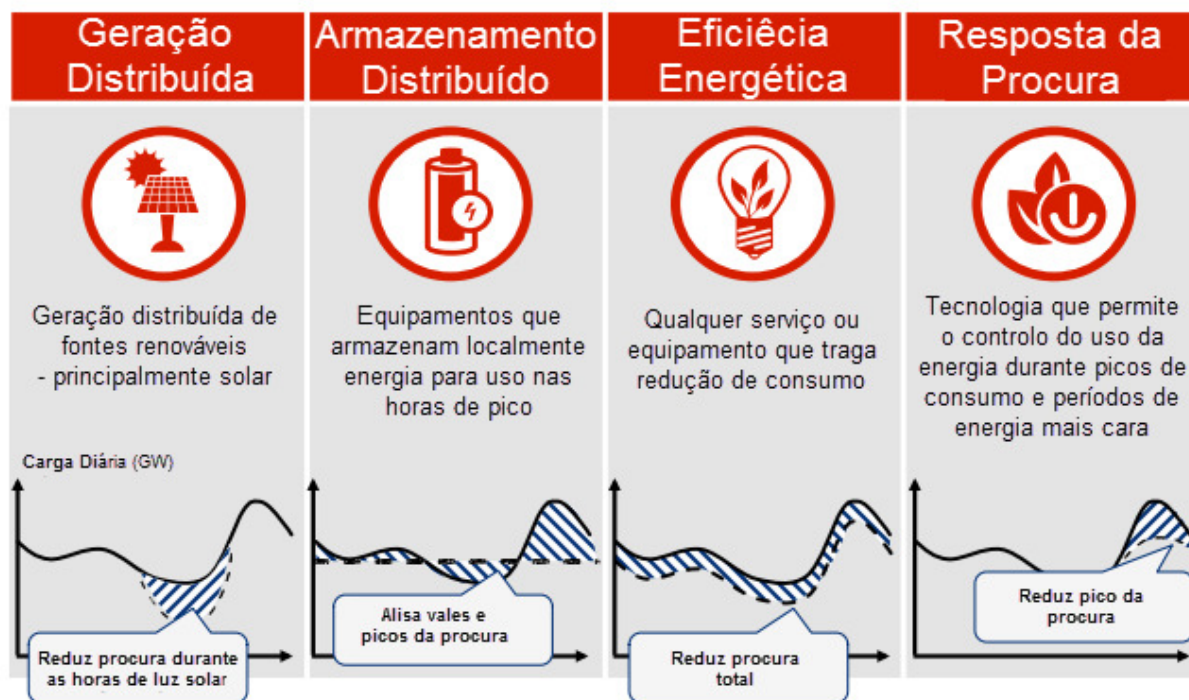 Geração
Distribuída
Armazenamento
Distribuído
Eficiêcia
Energética
Resposta da
Procura
Geração distribuída de
fontes renováveis
- principalmente solar
Equipamentos que
armazenam localmente
energia para uso nas
horas de pico
Qualquer serviço ou
equipamento que traga
redução de consumo
Tecnologia que permite
o controlo do uso da
energia durante picos de
consumo e períodos de
energia mais cara
Carga Diária (GW)
Reduz procura durante
as horas de luz solar
Alisa vales e
picos da procura
Reduz procura
total
Reduz pico da
procura